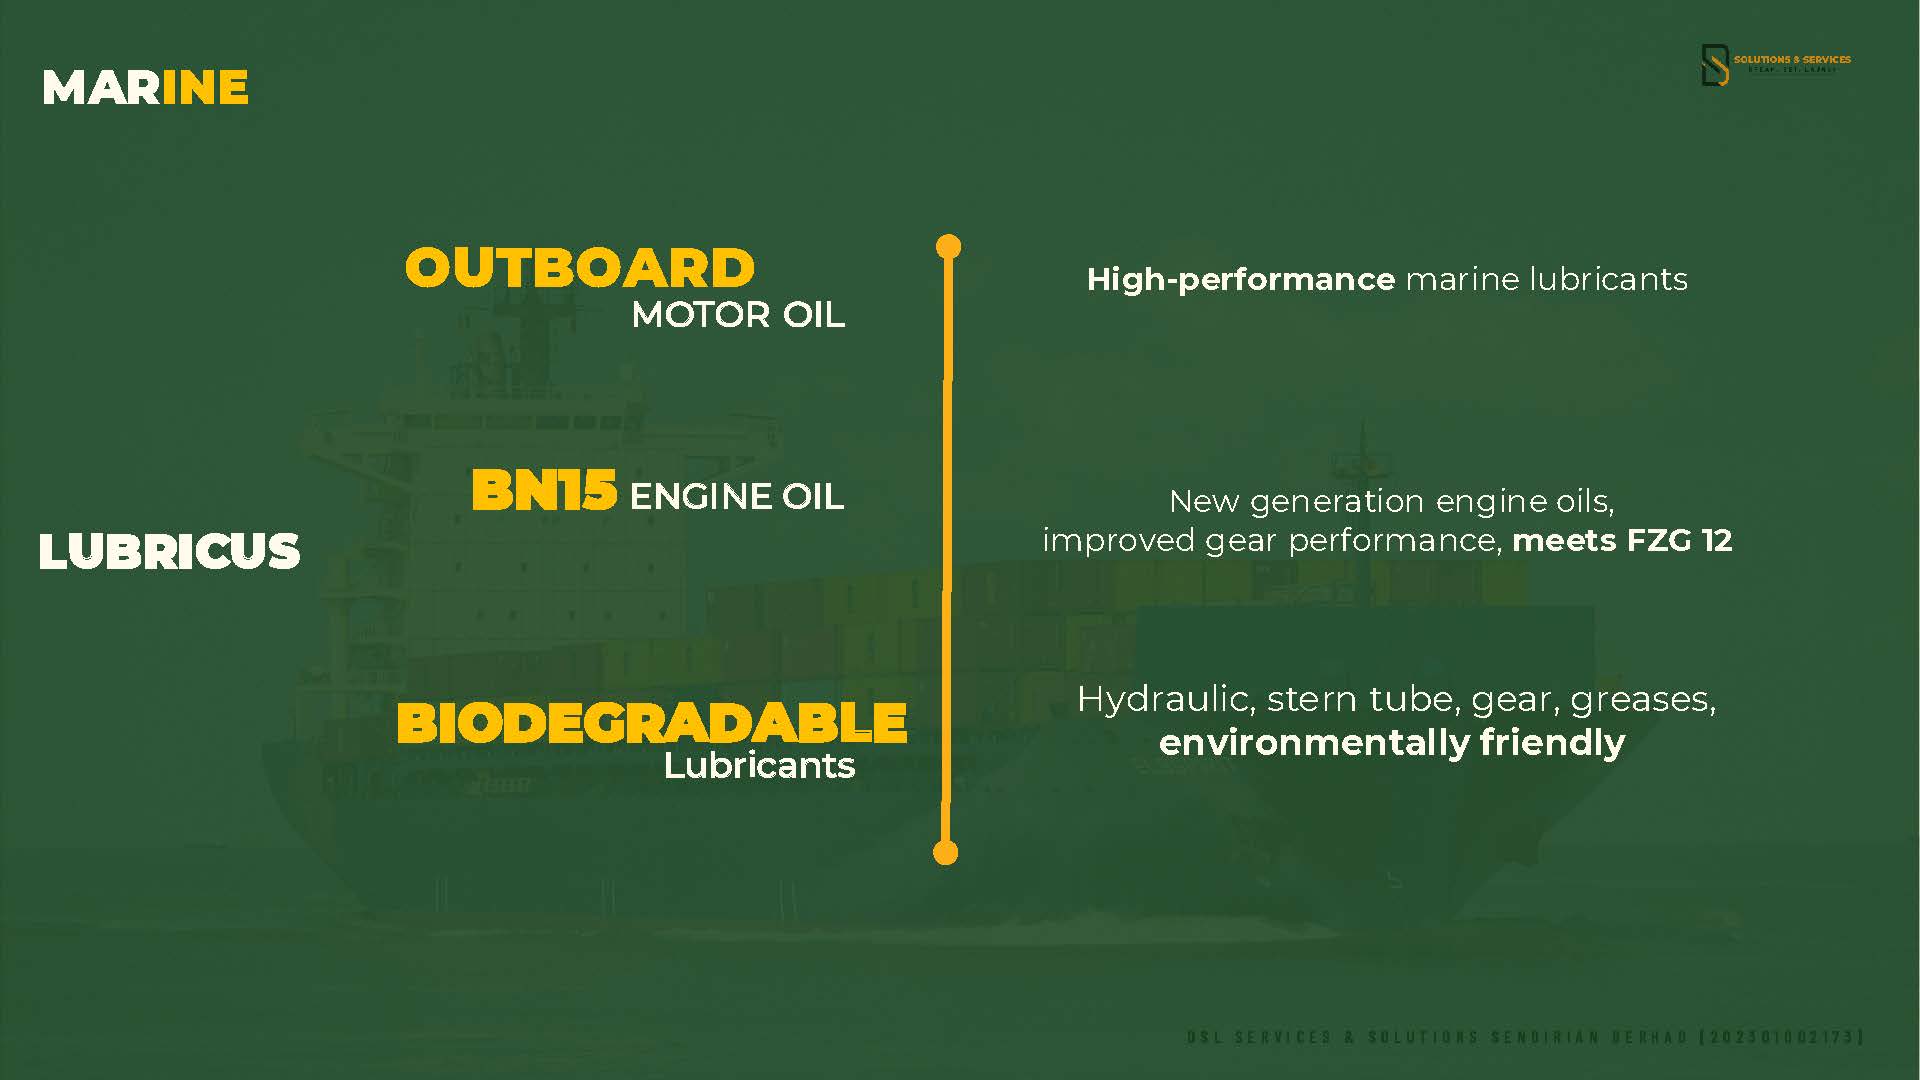 MARINE
SOLUTIONS & SERVICES
OUTBOARD
MOTOR OIL
High-performance marine lubricants
BN15 ENGINE OIL
New generation engine oils,
improved gear performance, meets FZG 12
LUBRICUS
BIODEGRADABLE
Lubricants
Hydraulic, stern tube, gear, greases,
environmentally friendly
DSL SERVICES & SOLUTIONS SENDIRIAN BERHAD [202301002173]